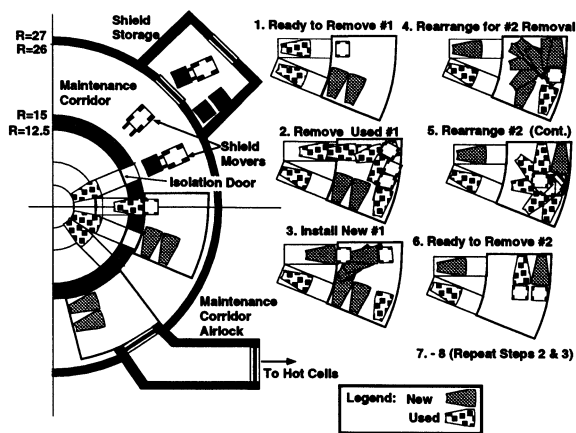 R=27
R=26
R=15
R=12.5
Shield
Storage
Maintenance
Corridor
Shield
Movers
Isolation Door
Maintenance
Corridor
Airlock
To Hot Cells
1. Ready to Remove #1
2. Remove Used #1
3. Install New #1
4. Rearrange for #2 Removal
5. Rearrange #2 (Cont.)
6. Ready to Remove #2
7. - 8 (Repeat Steps 2 & 3)
Legend: New
Used